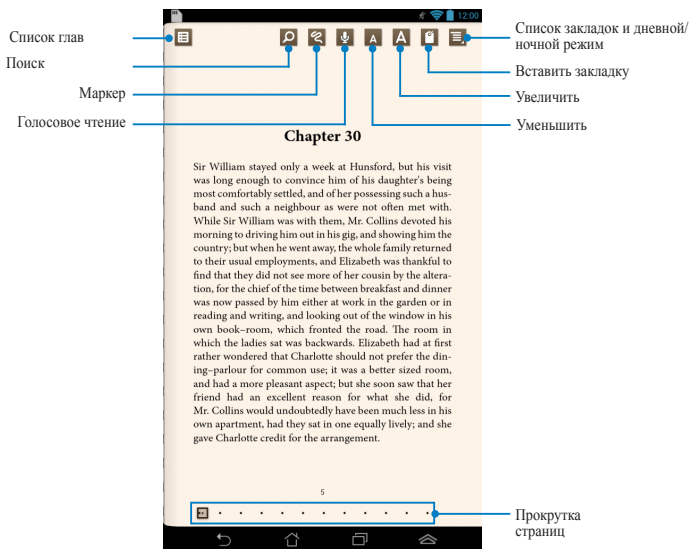 12:00
Список глав
Поиск
Маркер
Голосовое чтение
Список закладок и дневной/
ночной режим
Вставить закладку
Увеличить
Уменьшить
A
A
Chapter 30
Sir William stayed only a week at Hunsford, but his visit
was long enough to convince him of his daughter's being
most comfortably settled, and of her possessing such a hus-
band and such a neighbour as were not often met with.
While Sir William was with them, Mr. Collins devoted his
morning to driving him out in his gig, and showing him the
country; but when he went away, the whole family returned
to their usual employments, and Elizabeth was thankful to
find that they did not see more of her cousin by the altera-
tion, for the chief of the time between breakfast and dinner
was now passed by him either at work in the garden or in
reading and writing, and looking out of the window in his
own book–room, which fronted the road. The room in
which the ladies sat was backwards. Elizabeth had at first
rather wondered that Charlotte should not prefer the din-
ing–parlour for common use; it was a better sized room,
and had a more pleasant aspect; but she soon saw that her
friend had an excellent reason for what she did, for
Mr. Collins would undoubtedly have been much less in his
own apartment, had they sat in one equally lively; and she
gave Charlotte credit for the arrangement.
5
Прокрутка
страниц